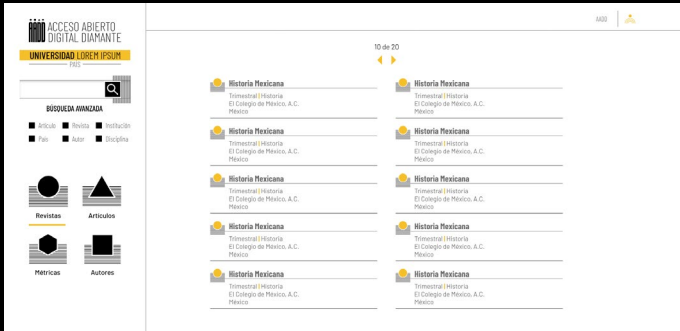 AADD
ACCESO ABIERTO
DIGITAL DIAMANTE
UNIVERSIDAD LOREM IPSUM
PAÍS
BÚSQUEDA AVANZADA
Artículo Revista Institución
País Autor Disciplina
Revistas Artículos
Métricas Autores
AADD
10 de 20
Historia Mexicana
Trimestral | Historia
El Colegio de México, A.C.
México
Historia Mexicana
Trimestral | Historia
El Colegio de México, A.C.
México
Historia Mexicana
Trimestral | Historia
El Colegio de México, A.C.
México
Historia Mexicana
Trimestral | Historia
El Colegio de México, A.C.
México
Historia Mexicana
Trimestral | Historia
El Colegio de México, A.C.
México
Historia Mexicana
Trimestral | Historia
El Colegio de México, A.C.
México
Historia Mexicana
Trimestral | Historia
El Colegio de México, A.C.
México
Historia Mexicana
Trimestral | Historia
El Colegio de México, A.C.
México
Historia Mexicana
Trimestral | Historia
El Colegio de México, A.C.
México
Historia Mexicana
Trimestral | Historia
El Colegio de México, A.C.
México